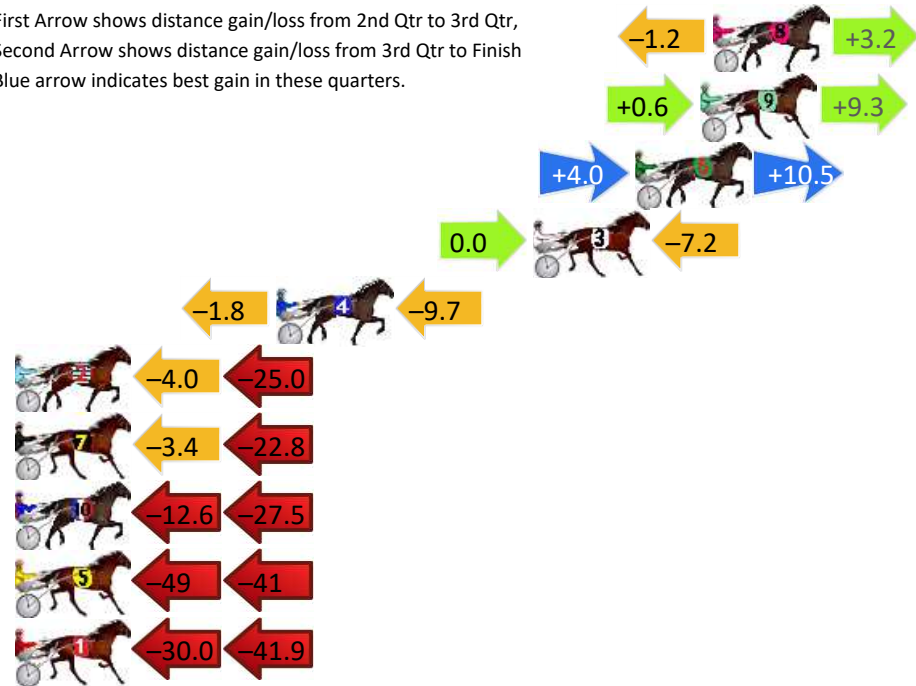 First Arrow shows distance gain/loss from 2nd Qtr to 3rd Qtr,
Second Arrow shows distance gain/loss from 3rd Qtr to Finish
Blue arrow indicates best gain in these quarters.
–1.2 8 +3.2
+0.6 9 +9.3
+4.0 +10.5
0.0 3 –7.2
–1.8 4 –9.7
2 –4.0 –25.0
7 –3.4 –22.8
10 –12.6 –27.5
5 –49 –41
1 –30.0 –41.9